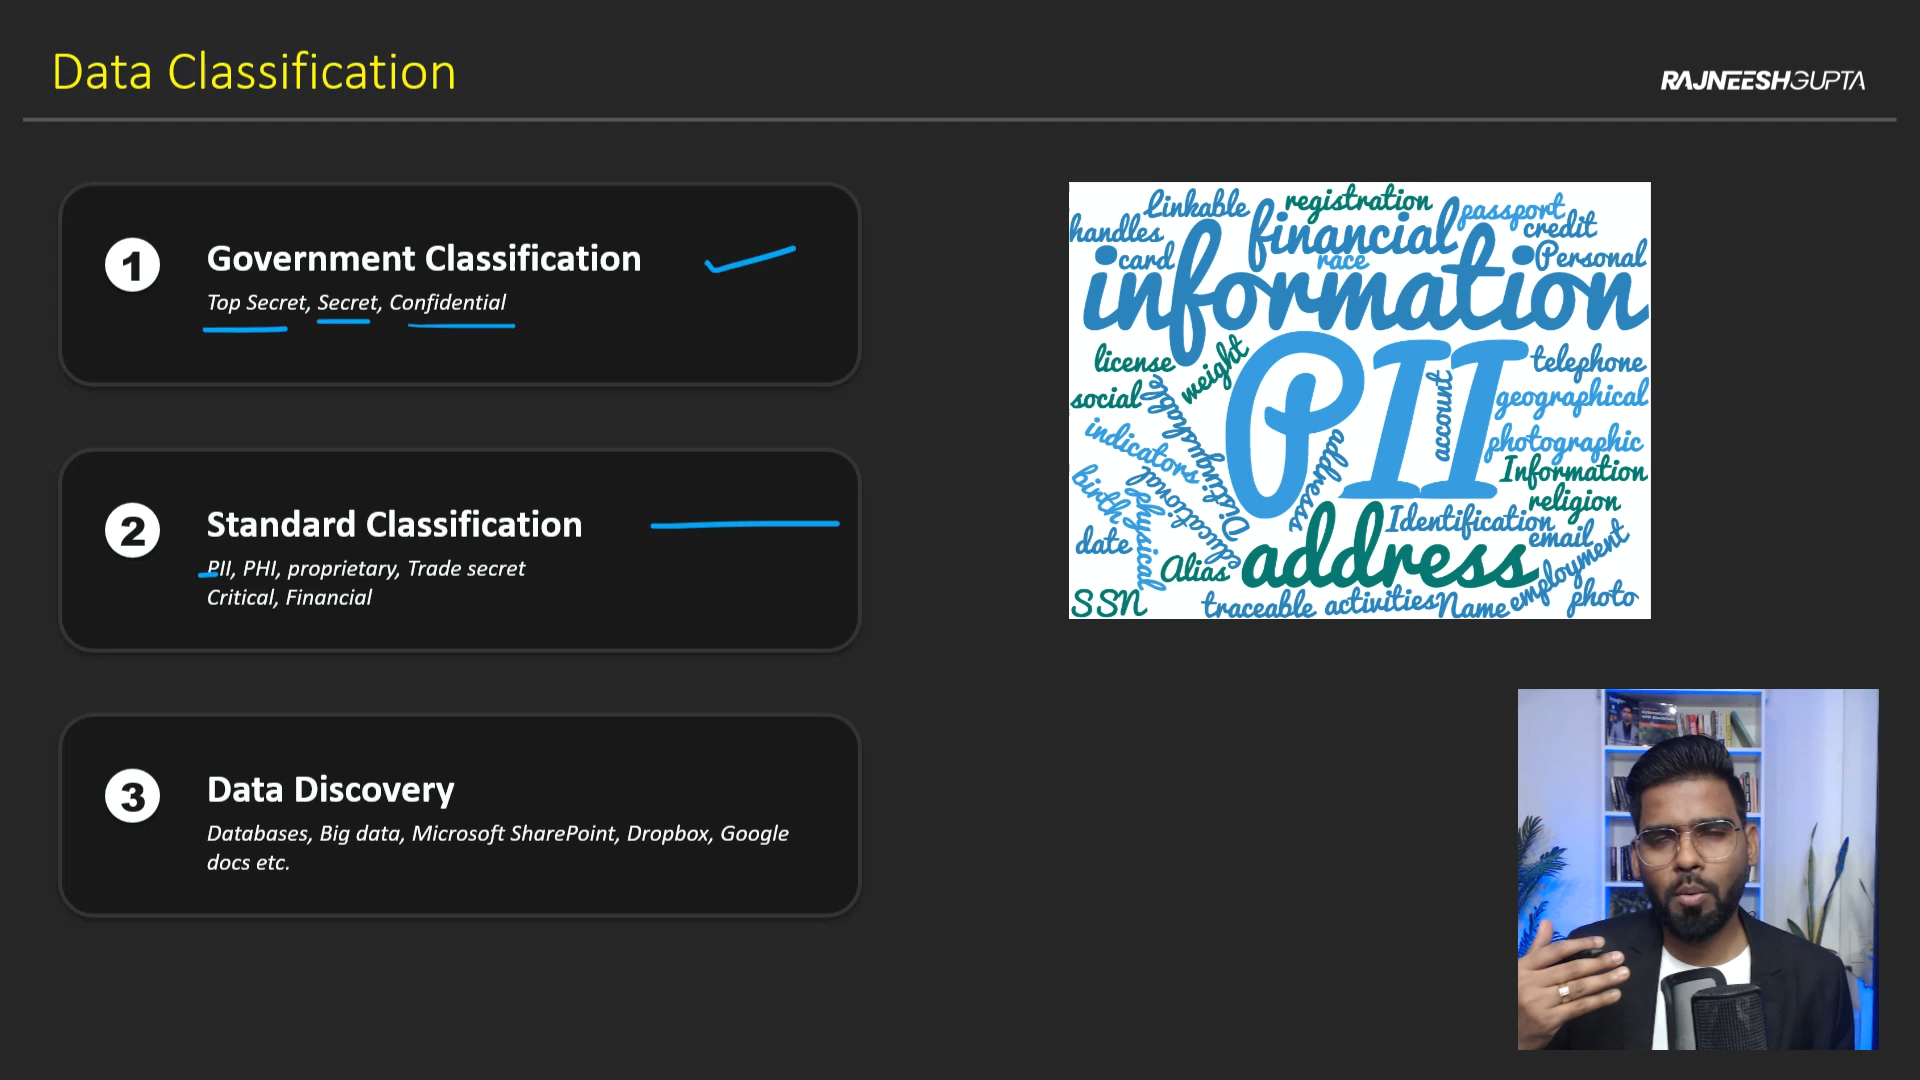 Data Classification
RAJNEESHGUPTA
1
Government Classification
Top Secret, Secret, Confidential
2
Standard Classification
PII, PHI, proprietary, Trade secret
Critical, Financial
3
Data Discovery
Databases, Big data, Microsoft SharePoint, Dropbox, Google
docs etc.
Linkable
registration
passport
handles
financial
credit
card
race
Personal
information
license
weight
PII
telephone
social
Distinguishable
account
geographical
indicators
address
photographic
Information
birth
physical
educational
religion
Identification
date
email
Alias
address
employment
SSN
traceable
activities
Name
photo